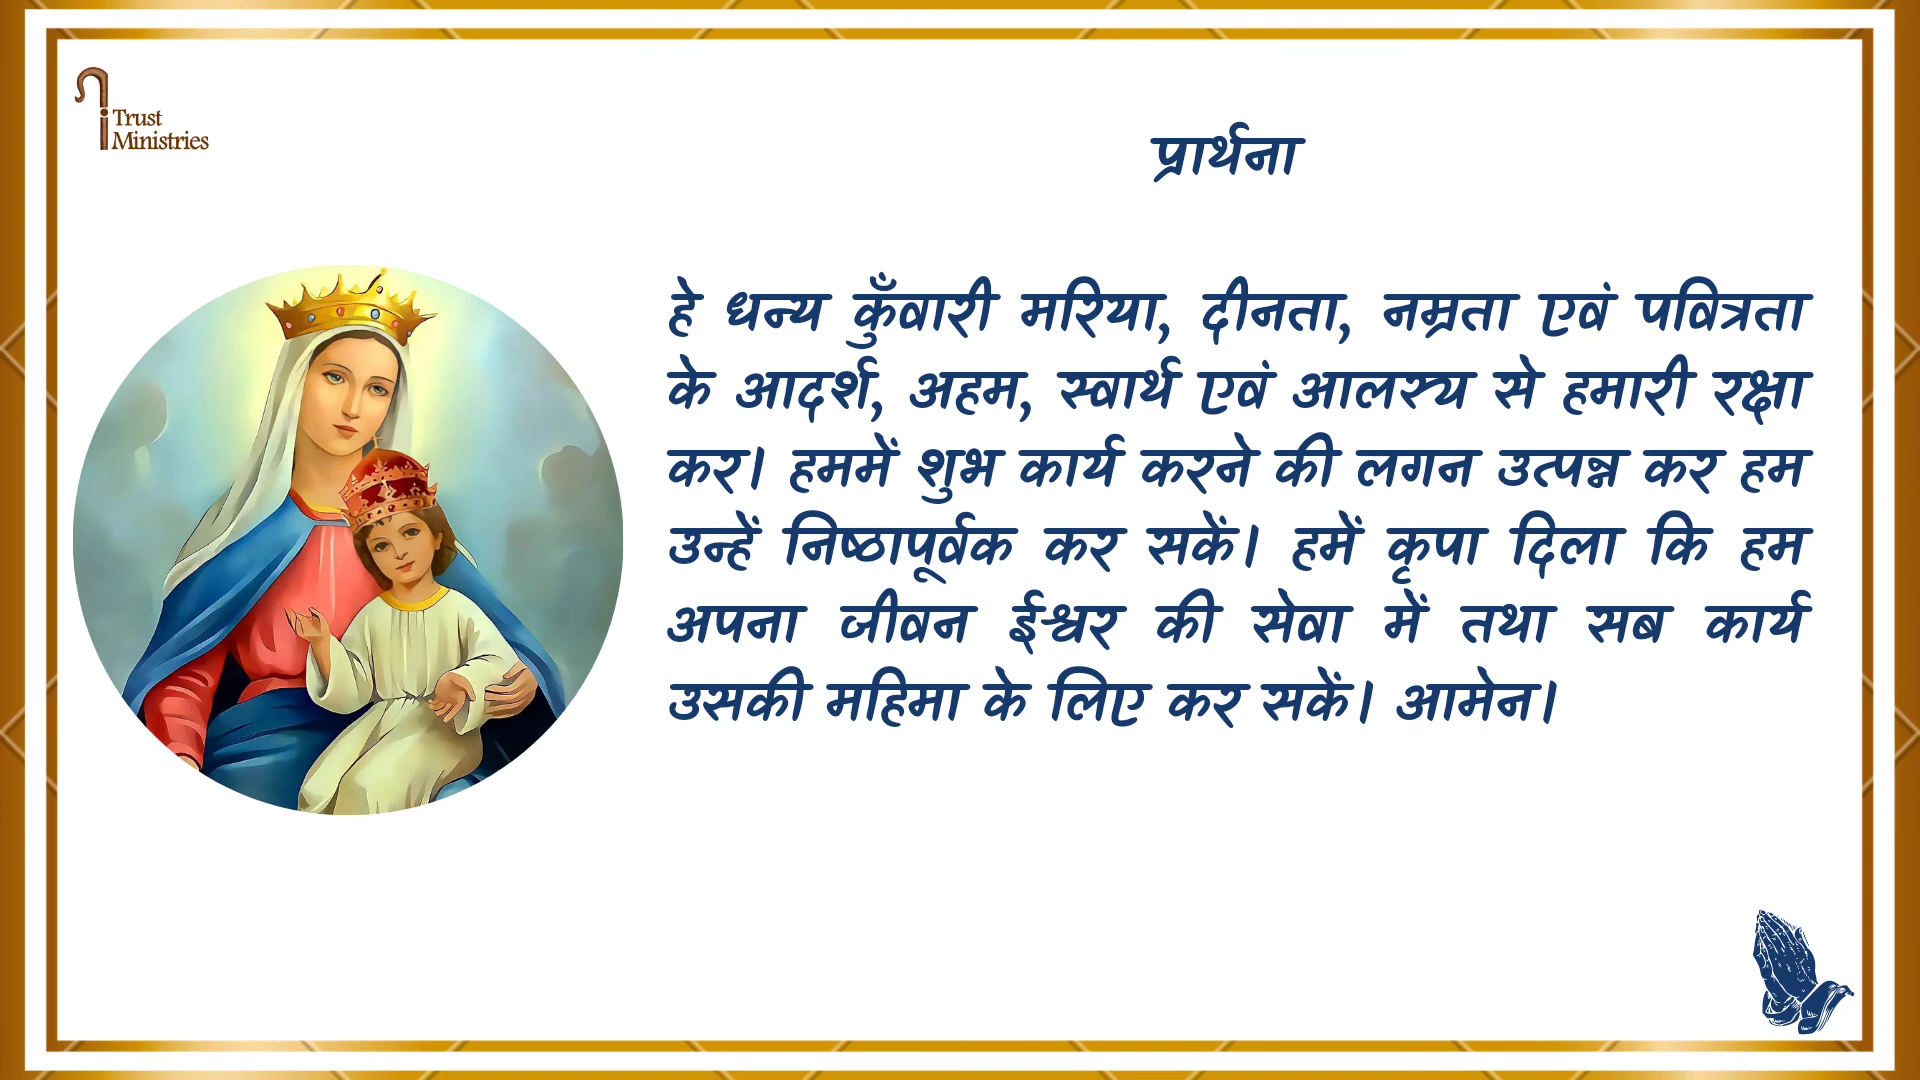 Trust
Ministries
प्रार्थना
हे धन्य कुँवारी मरिया, दीनता, नम्रता एवं पवित्रता
के आदर्श, अहम, स्वार्थ एवं आलस्य से हमारी रक्षा
कर। हममें शुभ कार्य करने की लगन उत्पन्न कर हम
उन्हें निष्ठापूर्वक कर सकें। हमें कृपा दिला कि हम
अपना जीवन ईश्वर की सेवा में तथा सब कार्य
उसकी महिमा के लिए कर सकें। आमेन।